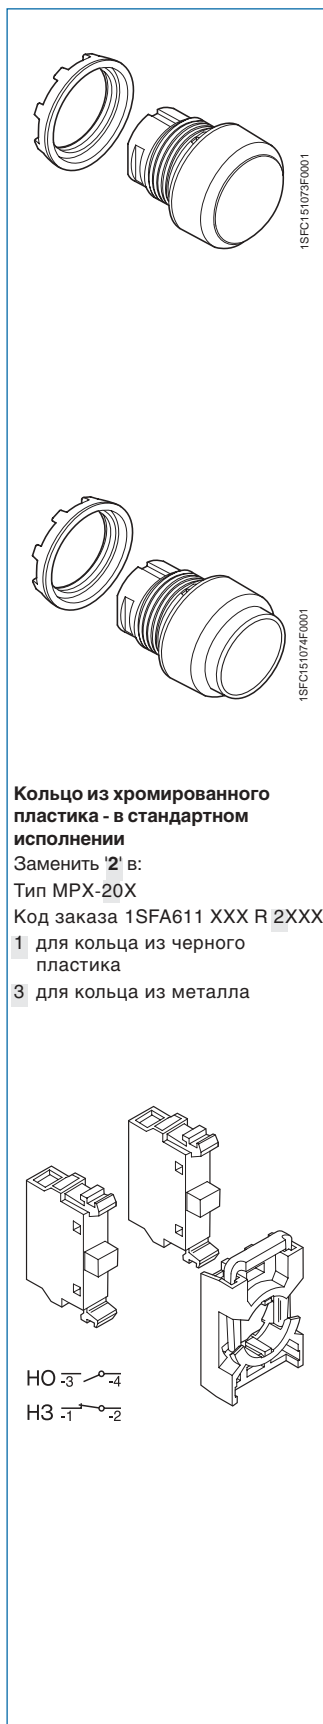 1SFC151073F0001
1SFC151074F0001
Кольцо из хромированного
пластика - в стандартном
исполнении
Заменить '2' в:
Тип MPX-20X
Код заказа 1SFA611 XXX R 2XXX
1 для кольца из черного
пластика
3 для кольца из металла
НО -3 -4
НЗ -1 -2